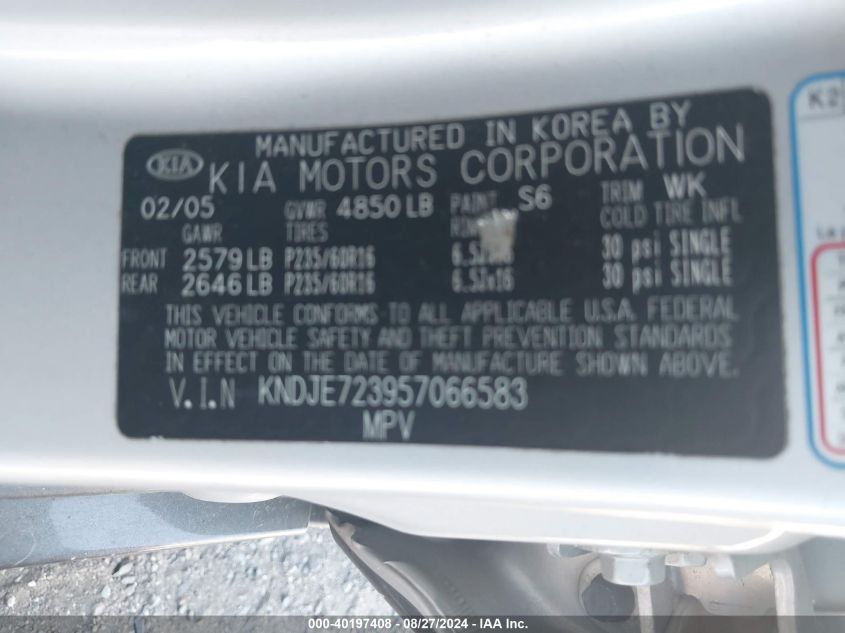 MANUFACTURED IN KOREA BY
KIA KIA MOTORS CORPORATION
02/05 GVWR 4850 LB PAINT S6 TRIM WK
GAWR TIRES COLD TIRE INFL
FRONT 2579 LB P235/60R16 30 psi SINGLE
REAR 2646 LB P235/60R16 6.5Jx16 30 psi SINGLE
THIS VEHICLE CONFORMS TO ALL APPLICABLE U.S.A. FEDERAL
MOTOR VEHICLE SAFETY AND THEFT PREVENTION STANDARDS
IN EFFECT ON THE DATE OF MANUFACTURE SHOWN ABOVE.
V.I.N KNDJE723957066583
MPV
K2
000-40197408 - 08/27/2024 - IAA Inc.